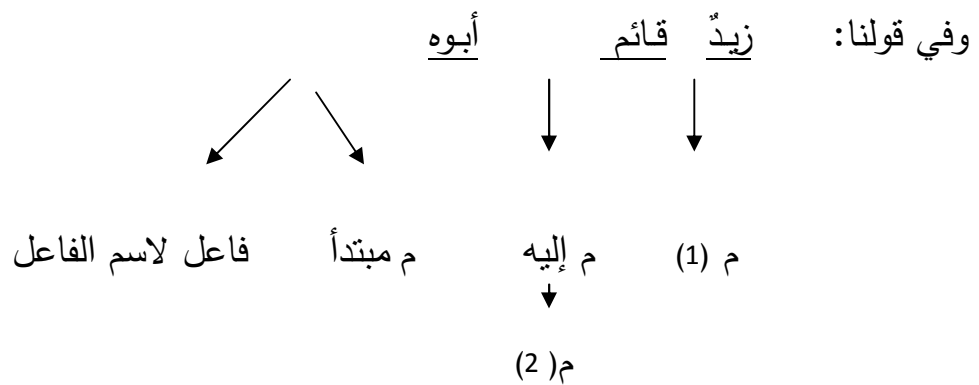 وفي قولنا: زيدٌ قائم أبوه
م (1) م إليه م مبتدأ فاعل لاسم الفاعل
م( 2)